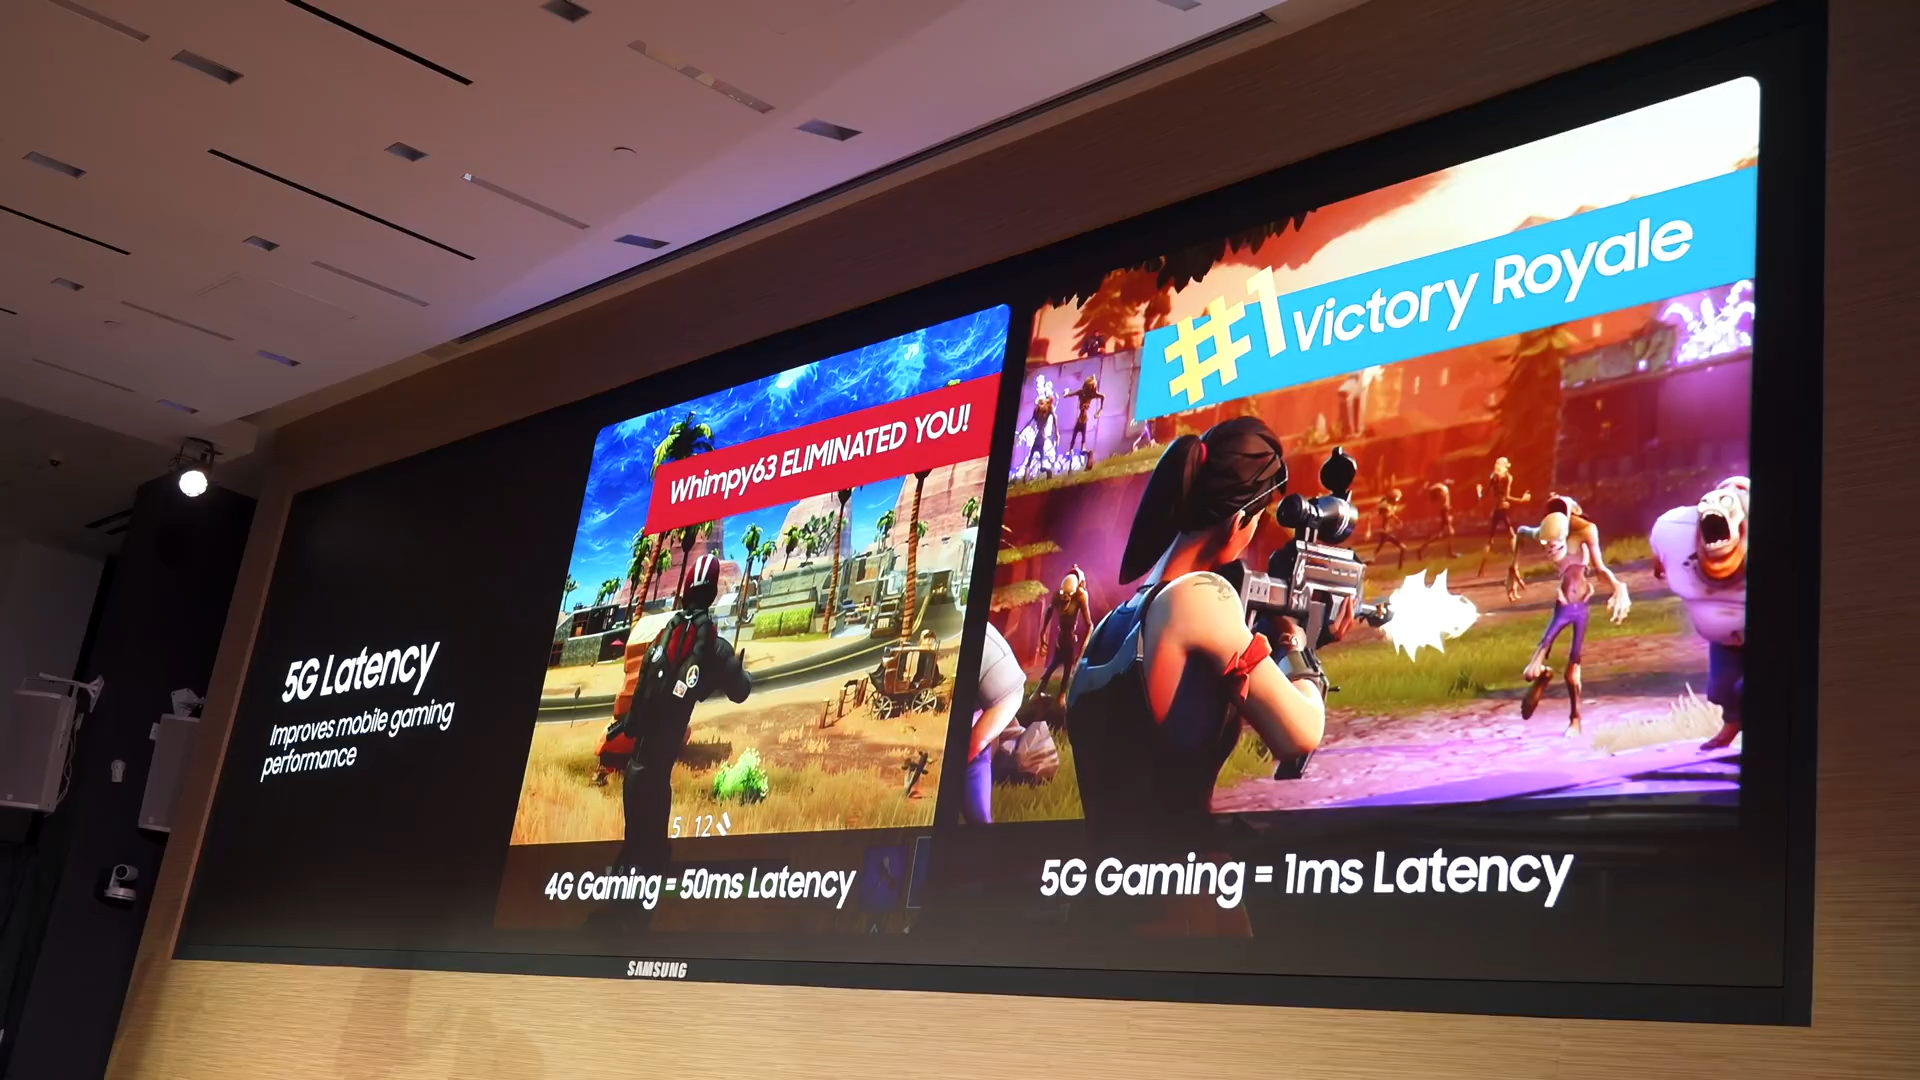 5G Latency
Improves mobile gaming
performance
Whimpy63 ELIMINATED YOU!
5 / 12
4G Gaming = 50ms Latency
#1 Victory Royale
5G Gaming = 1ms Latency
SAMSUNG